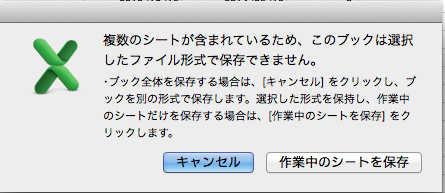 複数のシートが含まれているため、このブックは選択
したファイル形式で保存できません。
･ブック全体を保存する場合は、[キャンセル] をクリックし、ブ
ックを別の形式で保存します。選択した形式を保持し、作業中
のシートだけを保存する場合は、[作業中のシートを保存] をク
リックします。
キャンセル 作業中のシートを保存